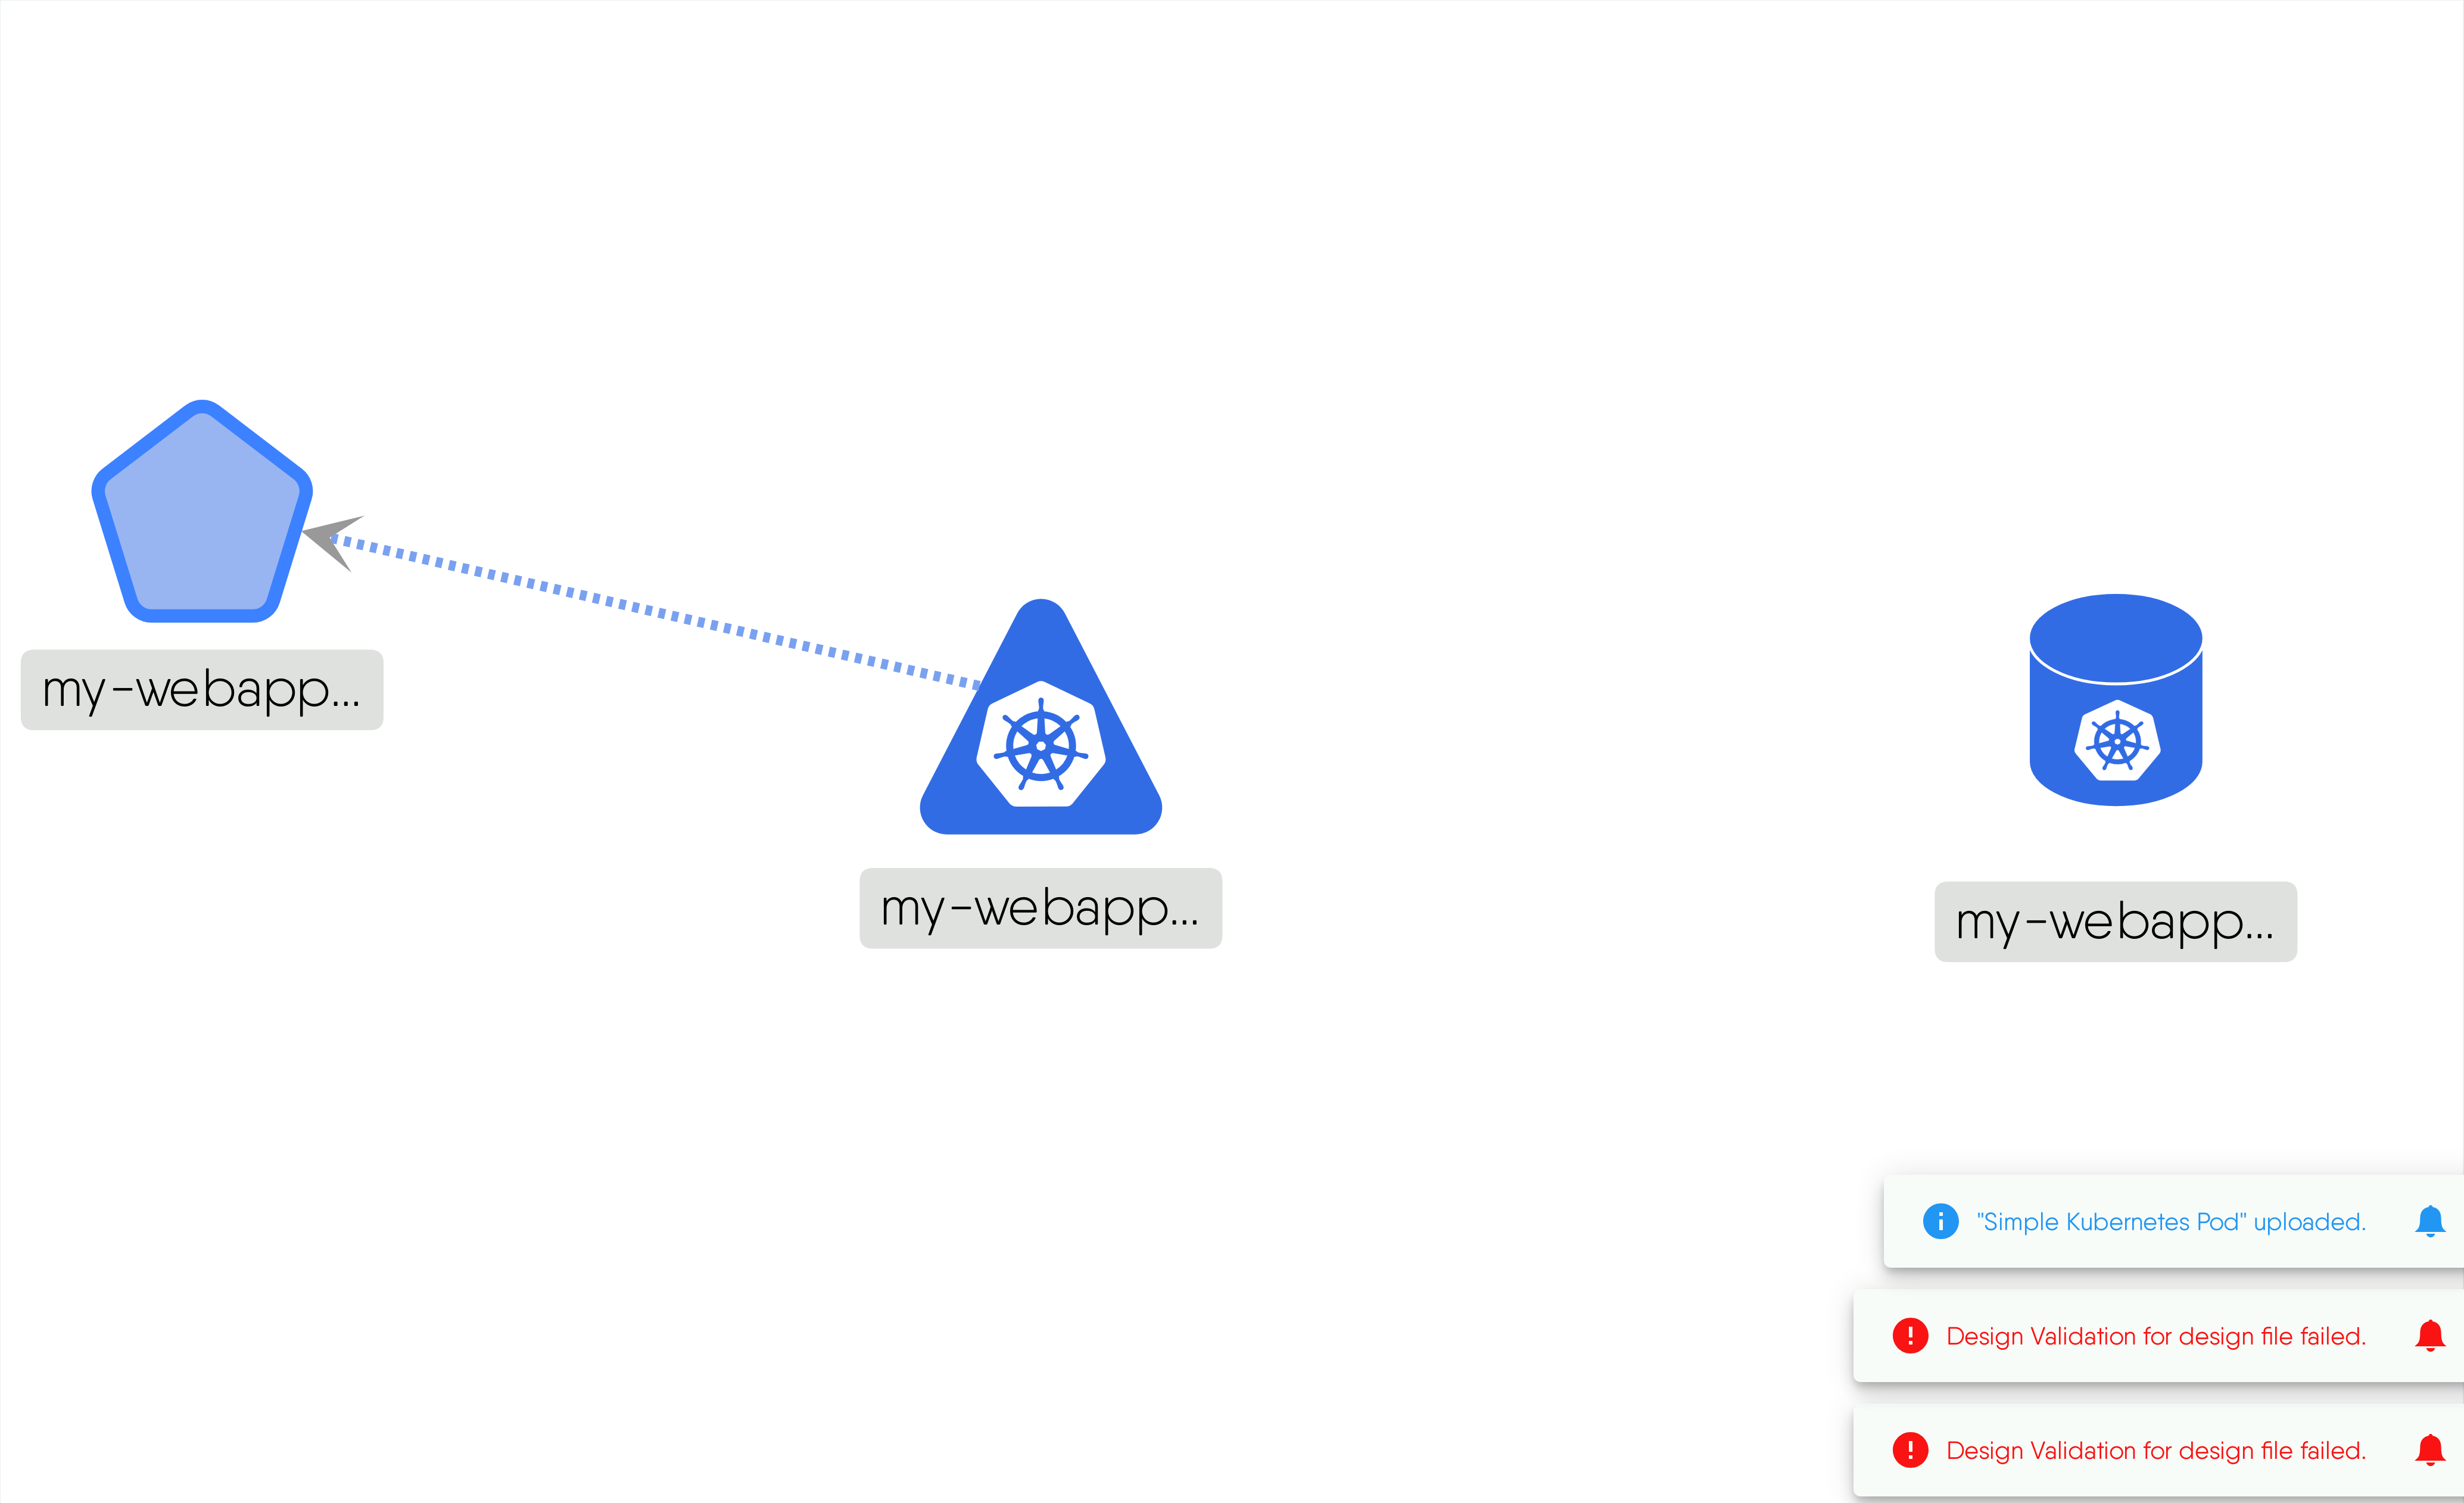 my-webapp...
my-webapp...
my-webapp...
"Simple Kubernetes Pod" uploaded.
Design Validation for design file failed.
Design Validation for design file failed.